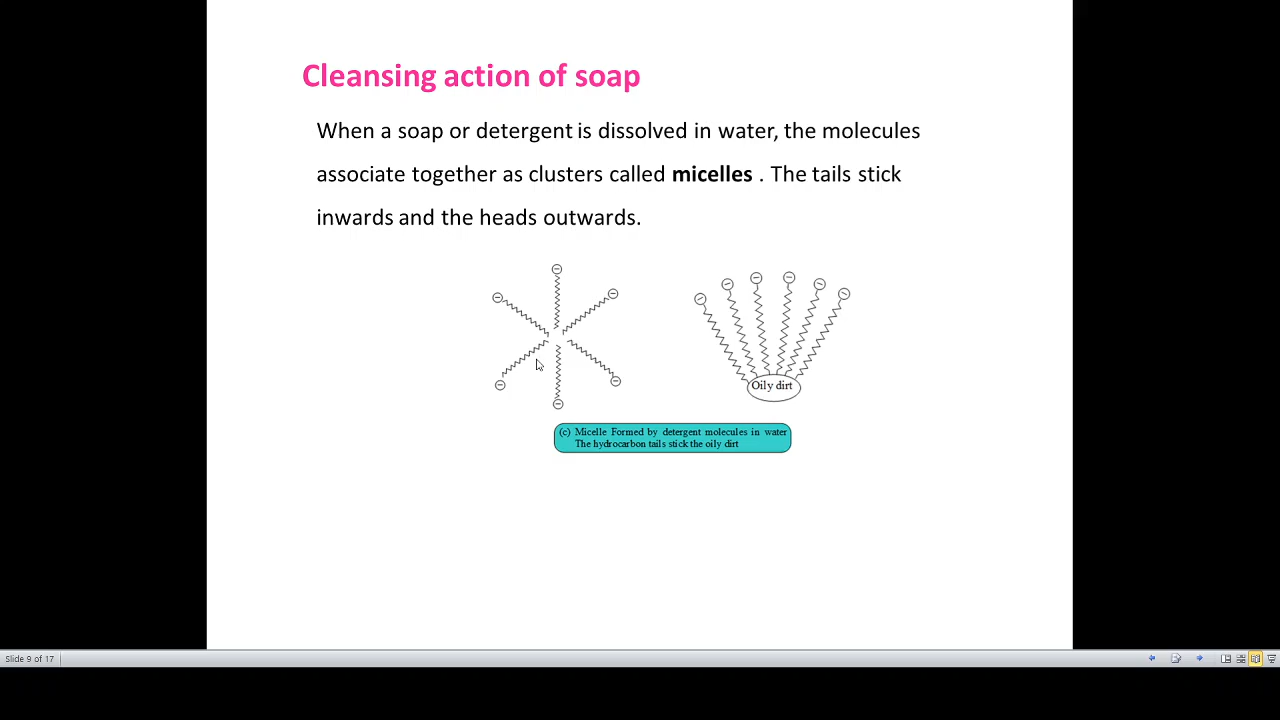 Cleansing action of soap
When a soap or detergent is dissolved in water, the molecules
associate together as clusters called micelles . The tails stick
inwards and the heads outwards.
Oily dirt
(c) Micelle Formed by detergent molecules in water
The hydrocarbon tails stick the oily dirt
Slide 9 of 17